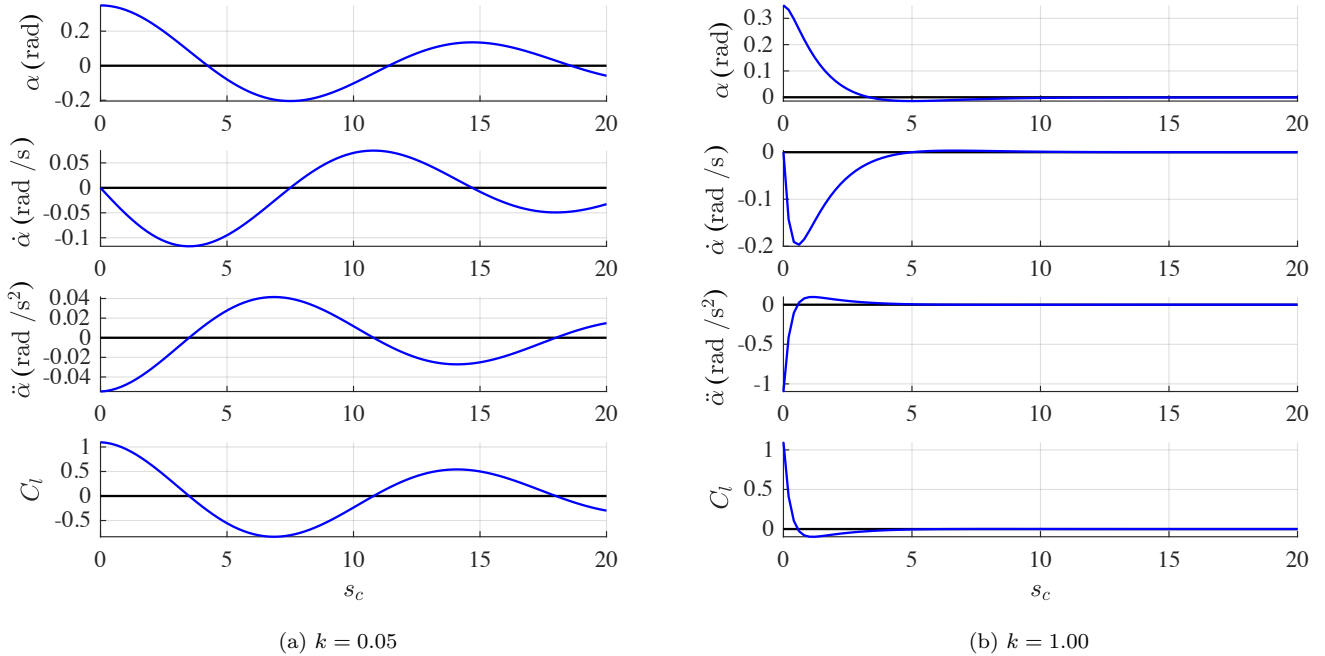 α (rad)
0.2
0
-0.2
0 5 10 15 20
α̇ (rad /s)
0.05
0
-0.05
-0.1
0 5 10 15 20
α̈ (rad /s²)
0.04
0.02
0
-0.02
-0.04
0 5 10 15 20
C_l
1
0.5
0
-0.5
0 5 10 15 20
s_c
(a) k = 0.05
α (rad)
0.3
0.2
0.1
0
0 5 10 15 20
α̇ (rad /s)
0
-0.1
-0.2
0 5 10 15 20
α̈ (rad /s²)
0
-0.5
-1
0 5 10 15 20
C_l
1
0.5
0
0 5 10 15 20
s_c
(b) k = 1.00